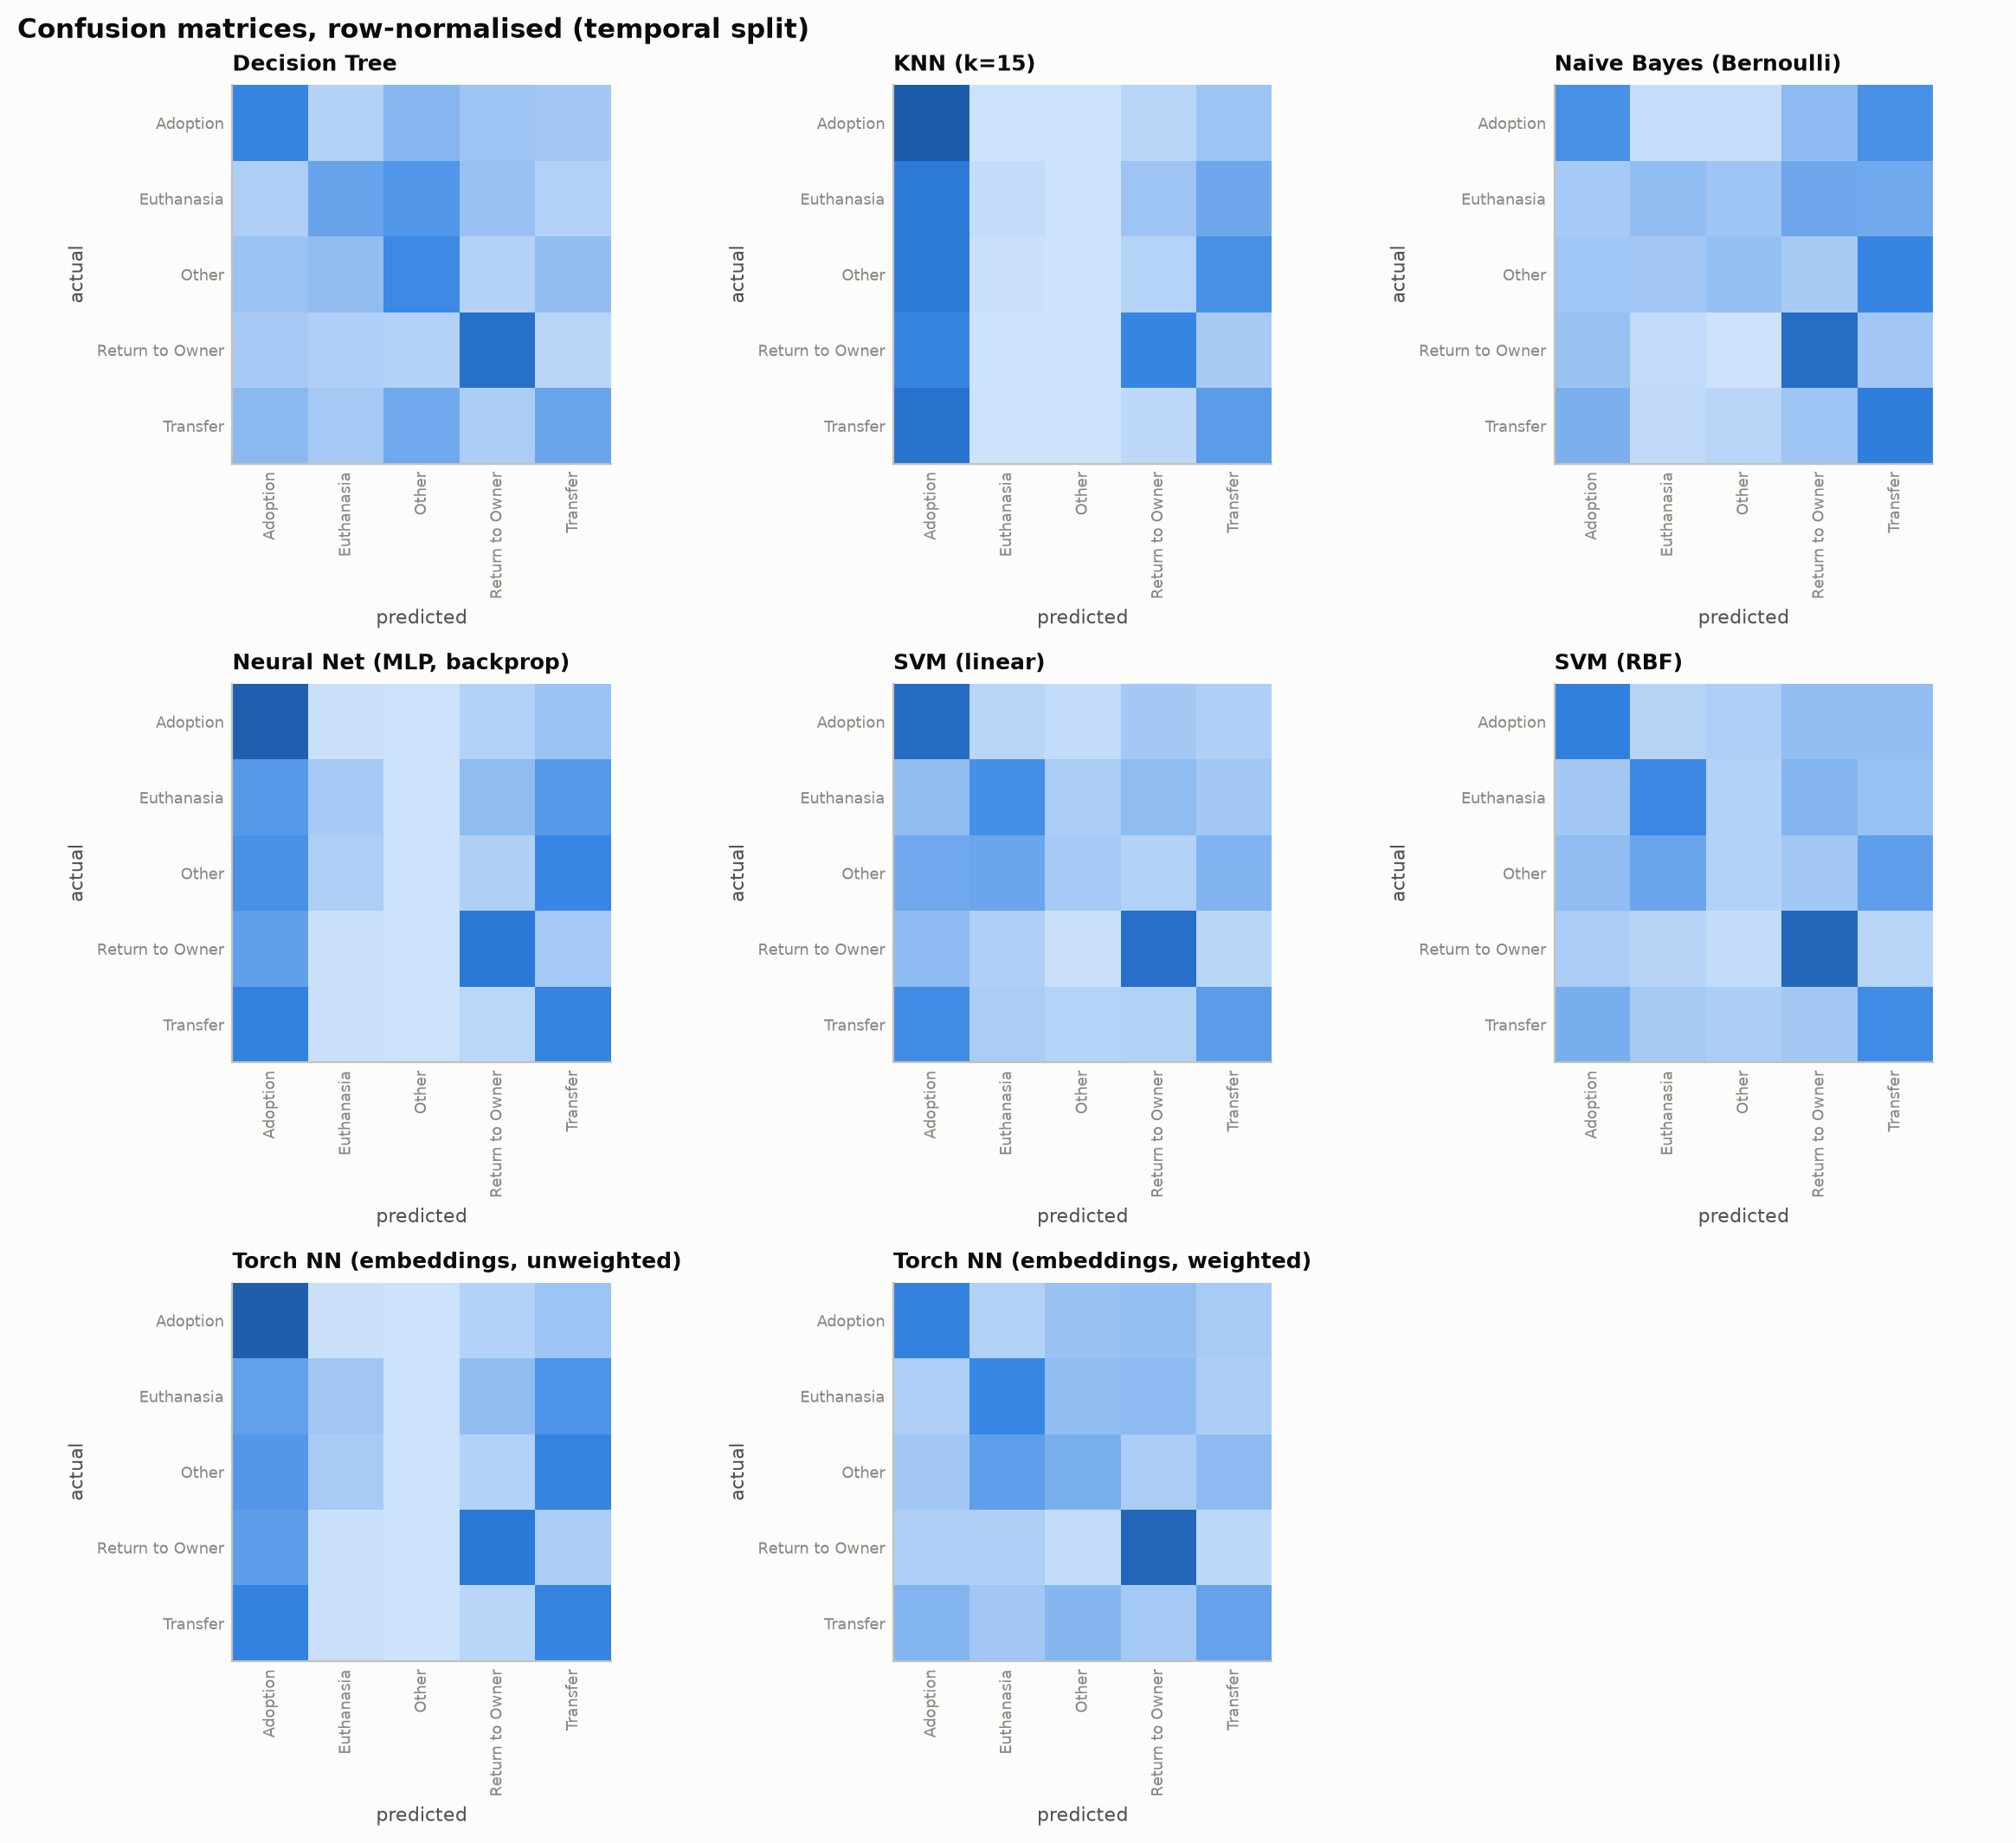 Confusion matrices, row-normalised (temporal split)
Decision Tree
actual
Adoption
Euthanasia
Other
Return to Owner
Transfer
Adoption
Euthanasia
Other
Return to Owner
Transfer
predicted
KNN (k=15)
actual
Adoption
Euthanasia
Other
Return to Owner
Transfer
Adoption
Euthanasia
Other
Return to Owner
Transfer
predicted
Naive Bayes (Bernoulli)
actual
Adoption
Euthanasia
Other
Return to Owner
Transfer
Adoption
Euthanasia
Other
Return to Owner
Transfer
predicted
Neural Net (MLP, backprop)
actual
Adoption
Euthanasia
Other
Return to Owner
Transfer
Adoption
Euthanasia
Other
Return to Owner
Transfer
predicted
SVM (linear)
actual
Adoption
Euthanasia
Other
Return to Owner
Transfer
Adoption
Euthanasia
Other
Return to Owner
Transfer
predicted
SVM (RBF)
actual
Adoption
Euthanasia
Other
Return to Owner
Transfer
Adoption
Euthanasia
Other
Return to Owner
Transfer
predicted
Torch NN (embeddings, unweighted)
actual
Adoption
Euthanasia
Other
Return to Owner
Transfer
Adoption
Euthanasia
Other
Return to Owner
Transfer
predicted
Torch NN (embeddings, weighted)
actual
Adoption
Euthanasia
Other
Return to Owner
Transfer
Adoption
Euthanasia
Other
Return to Owner
Transfer
predicted